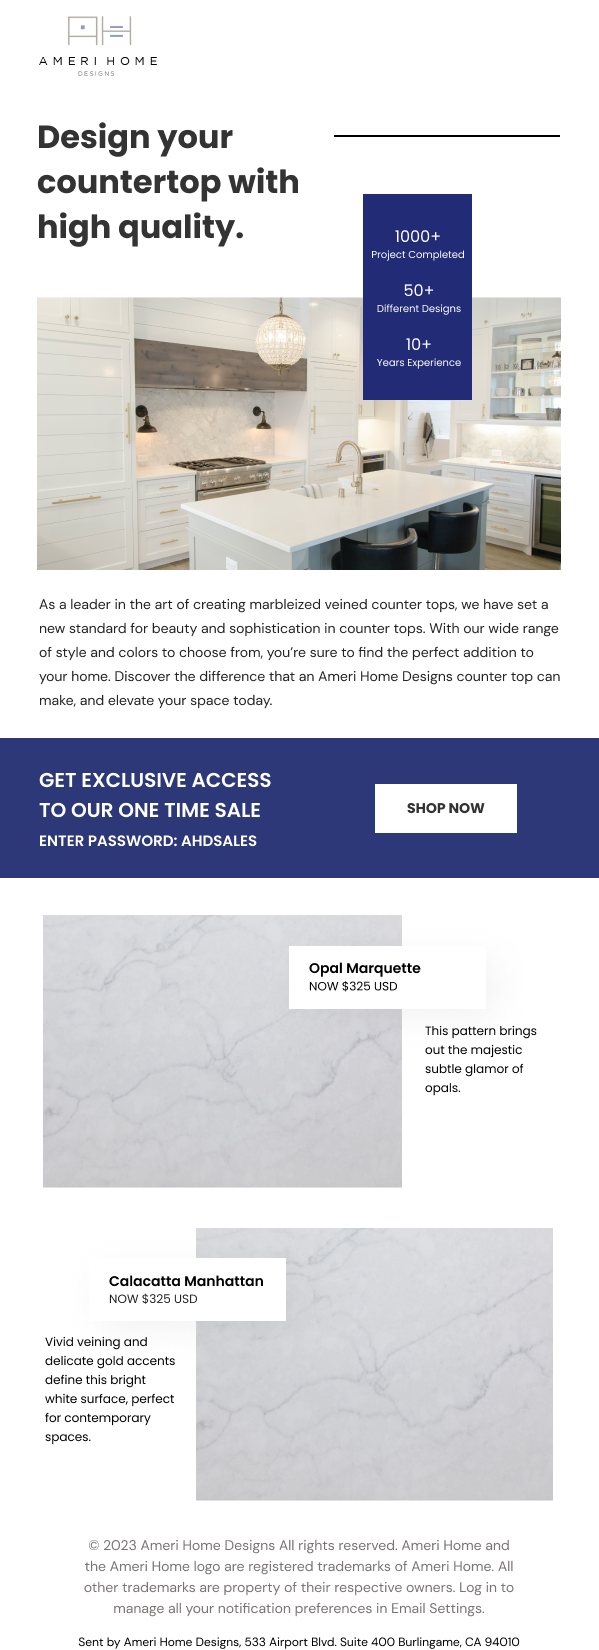 AMERI HOME
DESIGNS
Design your
countertop with
high quality.
1000+
Project Completed
50+
Different Designs
10+
Years Experience
As a leader in the art of creating marbleized veined counter tops, we have set a
new standard for beauty and sophistication in counter tops. With our wide range
of style and colors to choose from, you’re sure to find the perfect addition to
your home. Discover the difference that an Ameri Home Designs counter top can
make, and elevate your space today.
GET EXCLUSIVE ACCESS
TO OUR ONE TIME SALE
ENTER PASSWORD: AHDSALES
SHOP NOW
Opal Marquette
NOW $325 USD
This pattern brings
out the majestic
subtle glamor of
opals.
Calacatta Manhattan
NOW $325 USD
Vivid veining and
delicate gold accents
define this bright
white surface, perfect
for contemporary
spaces.
© 2023 Ameri Home Designs All rights reserved. Ameri Home and
the Ameri Home logo are registered trademarks of Ameri Home. All
other trademarks are property of their respective owners. Log in to
manage all your notification preferences in Email Settings.
Sent by Ameri Home Designs, 533 Airport Blvd. Suite 400 Burlingame, CA 94010